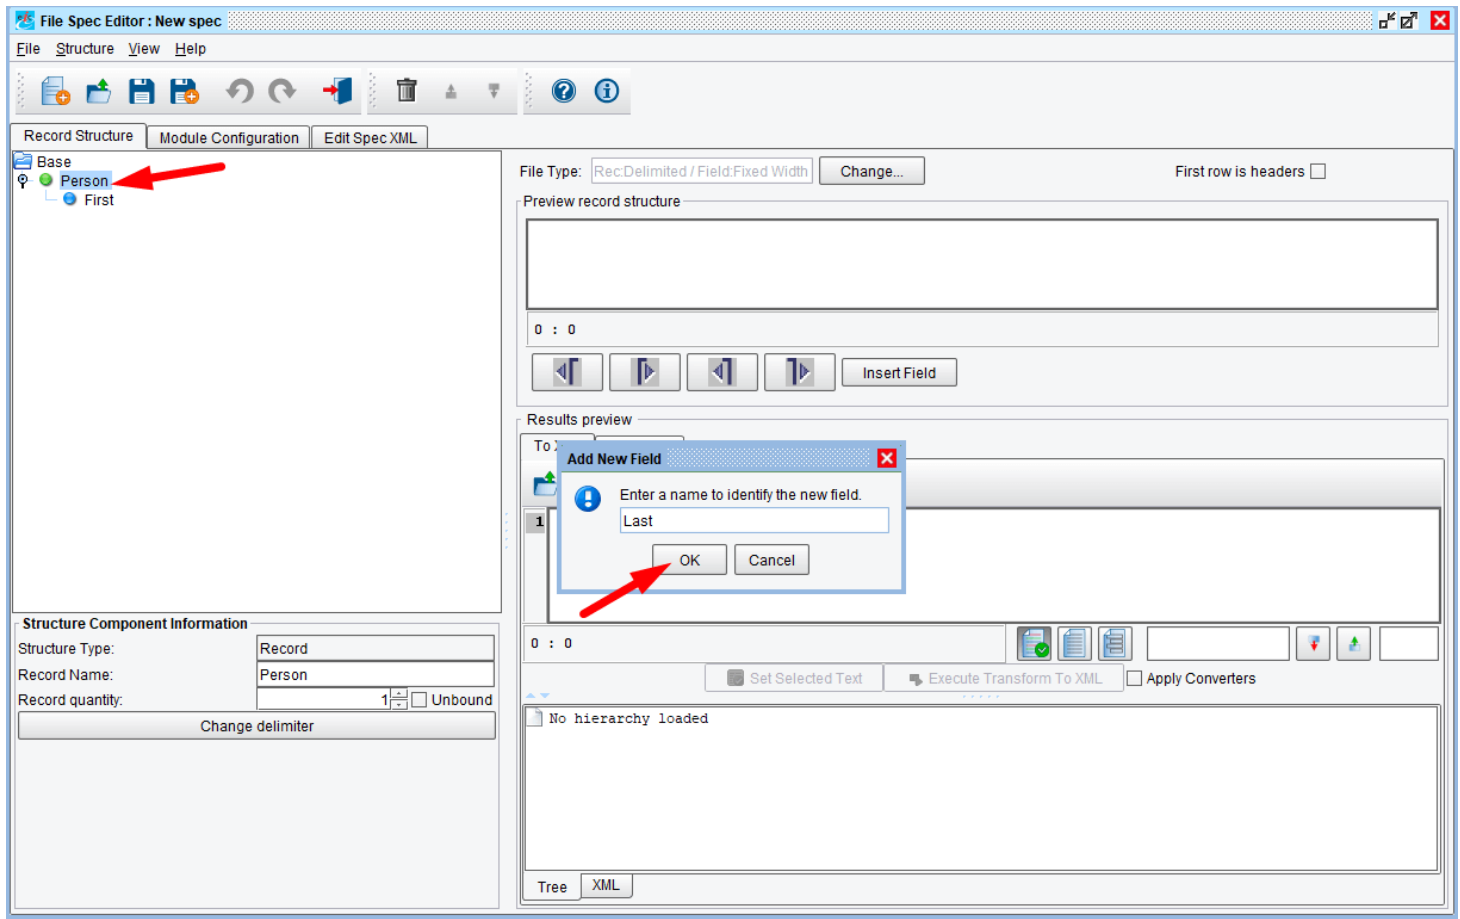 File Spec Editor : New spec
File Structure View Help
Record Structure Module Configuration Edit Spec XML
Base
Person
First
File Type: Rec:Delimited / Field:Fixed Width Change... First row is headers
Preview record structure
0 : 0
Insert Field
Results preview
To
Add New Field
Enter a name to identify the new field.
1
Last
OK Cancel
Structure Component Information
Structure Type: Record
Record Name: Person
Record quantity: 1 Unbound
Change delimiter
0 : 0
Set Selected Text Execute Transform To XML Apply Converters
No hierarchy loaded
Tree XML